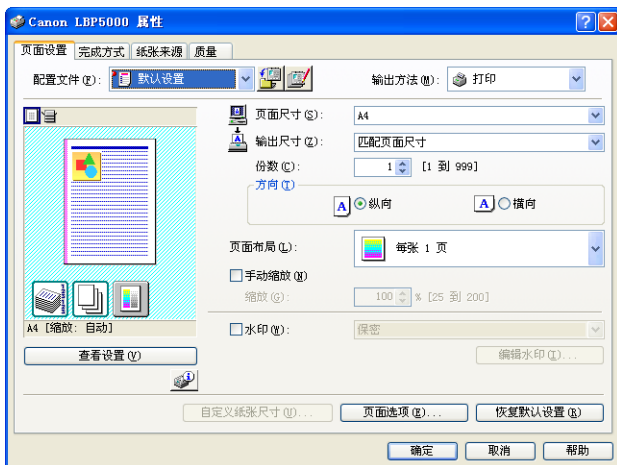 Canon LBP5000 属性
页面设置 完成方式 纸张来源 质量
配置文件(F): 默认设置 输出方法(M): 打印
页面尺寸(S): A4
输出尺寸(Z): 匹配页面尺寸
份数(C): 1 [1 到 999]
方向(T)
A 纵向 A 横向
页面布局(L): 每张 1 页
手动缩放(N)
缩放(G): 100 % [25 到 200]
A4 [缩放: 自动]
水印(W): 保密
查看设置(V) 编辑水印(I)...
自定义纸张尺寸(U)... 页面选项(E)... 恢复默认设置(R)
确定 取消 帮助